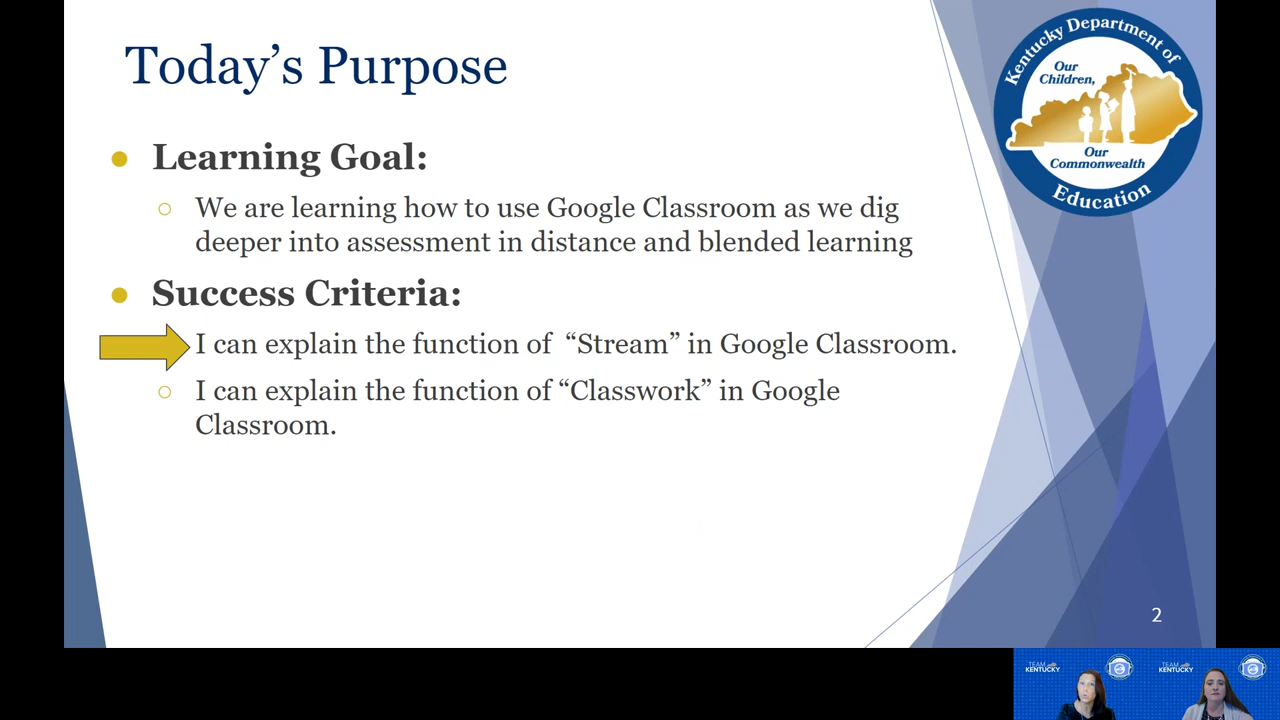 Today's Purpose
Kentucky Department of
Our
Children,
Our
Commonwealth
Education
● Learning Goal:
○ We are learning how to use Google Classroom as we dig
deeper into assessment in distance and blended learning
● Success Criteria:
I can explain the function of “Stream” in Google Classroom.
○ I can explain the function of “Classwork” in Google
Classroom.
2
TEAM
KENTUCKY
TEAM
KENTUCKY